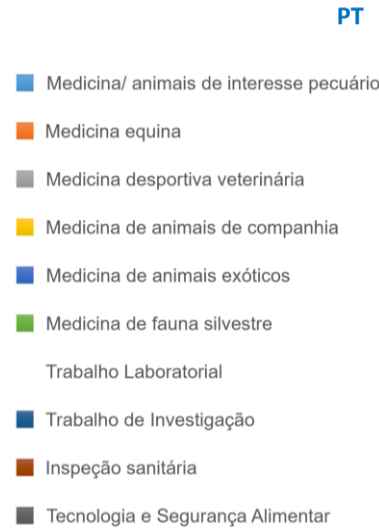 PT
Medicina/ animais de interesse pecuário
Medicina equina
Medicina desportiva veterinária
Medicina de animais de companhia
Medicina de animais exóticos
Medicina de fauna silvestre
Trabalho Laboratorial
Trabalho de Investigação
Inspeção sanitária
Tecnologia e Segurança Alimentar